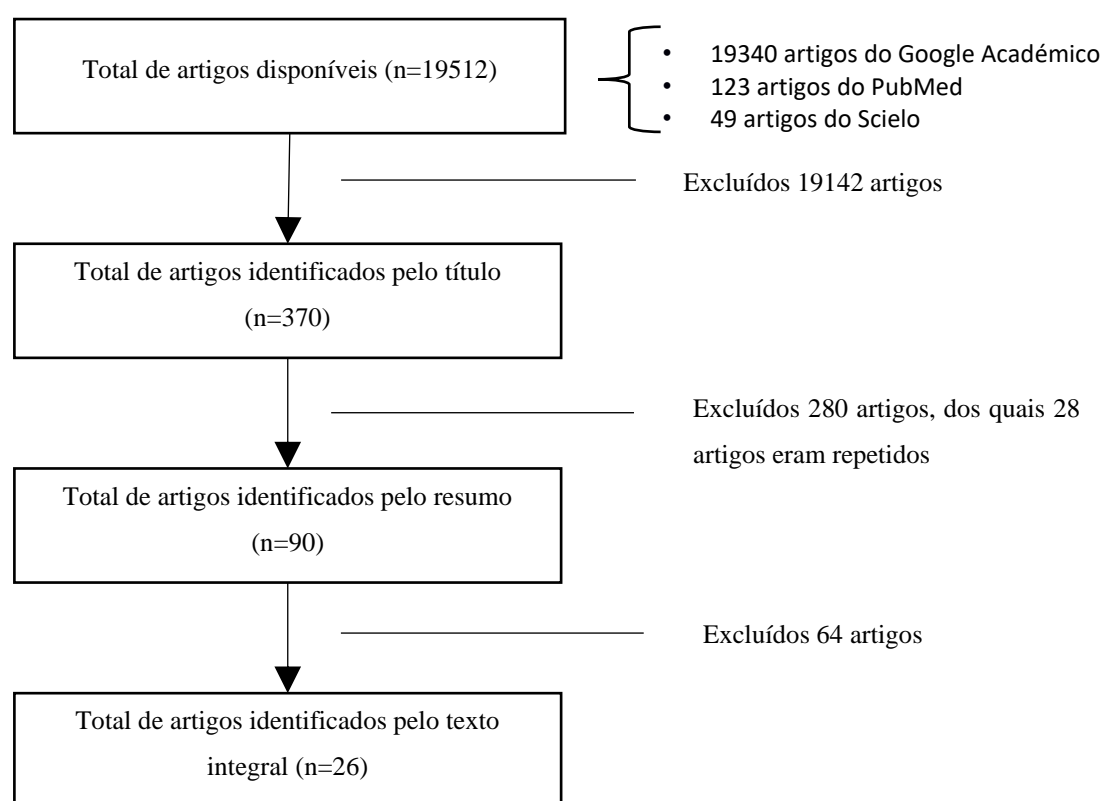 Total de artigos disponíveis (n=19512)
• 19340 artigos do Google Académico
• 123 artigos do PubMed
• 49 artigos do Scielo
Excluídos 19142 artigos
Total de artigos identificados pelo título
(n=370)
Excluídos 280 artigos, dos quais 28
artigos eram repetidos
Total de artigos identificados pelo resumo
(n=90)
Excluídos 64 artigos
Total de artigos identificados pelo texto
integral (n=26)